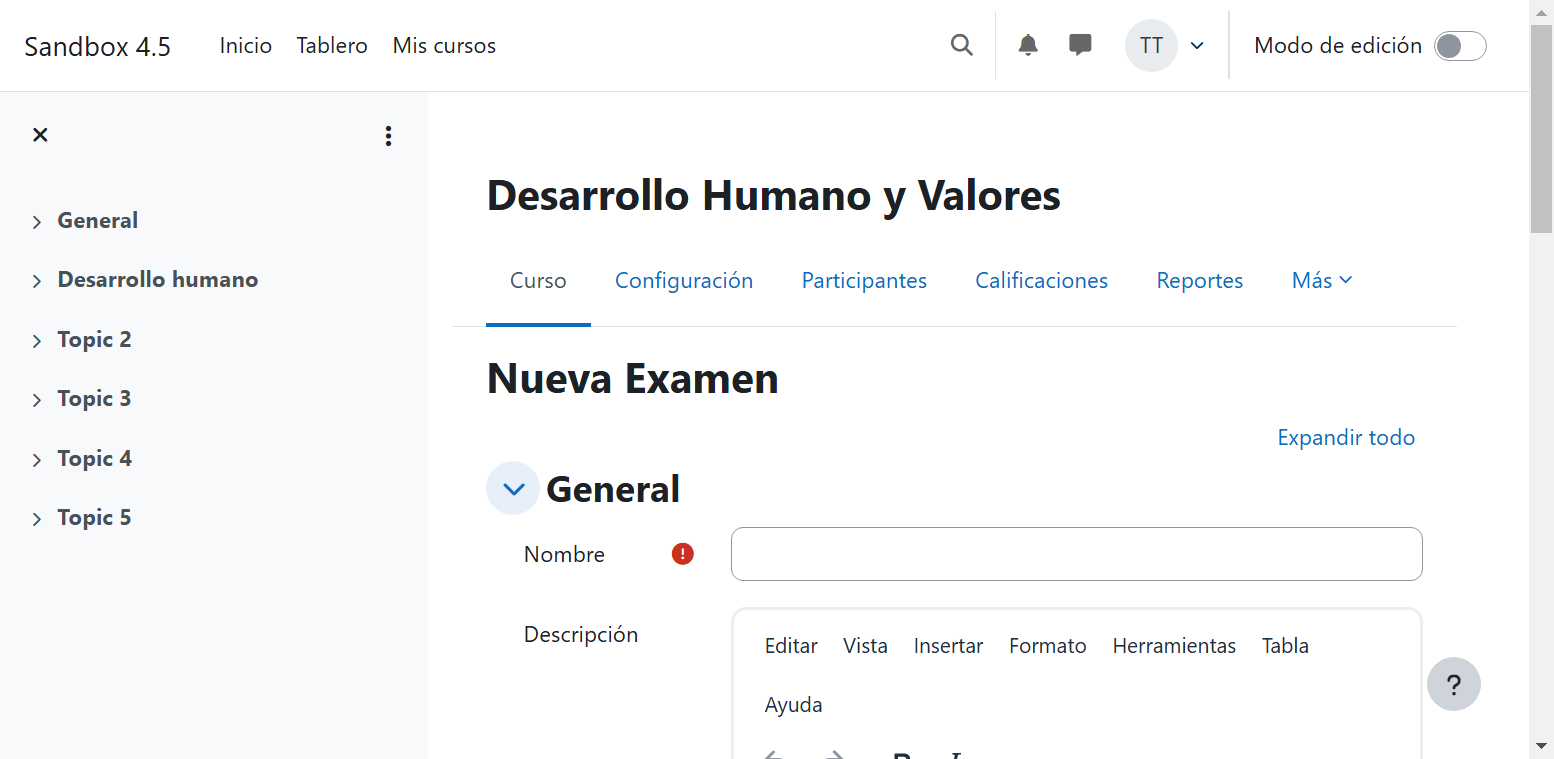 Sandbox 4.5 Inicio Tablero Mis cursos TT Modo de edición
General
Desarrollo humano
Topic 2
Topic 3
Topic 4
Topic 5
Desarrollo Humano y Valores
Curso Configuración Participantes Calificaciones Reportes Más
Nueva Examen
Expandir todo
General
Nombre
Descripción
Editar Vista Insertar Formato Herramientas Tabla
Ayuda
B I
?